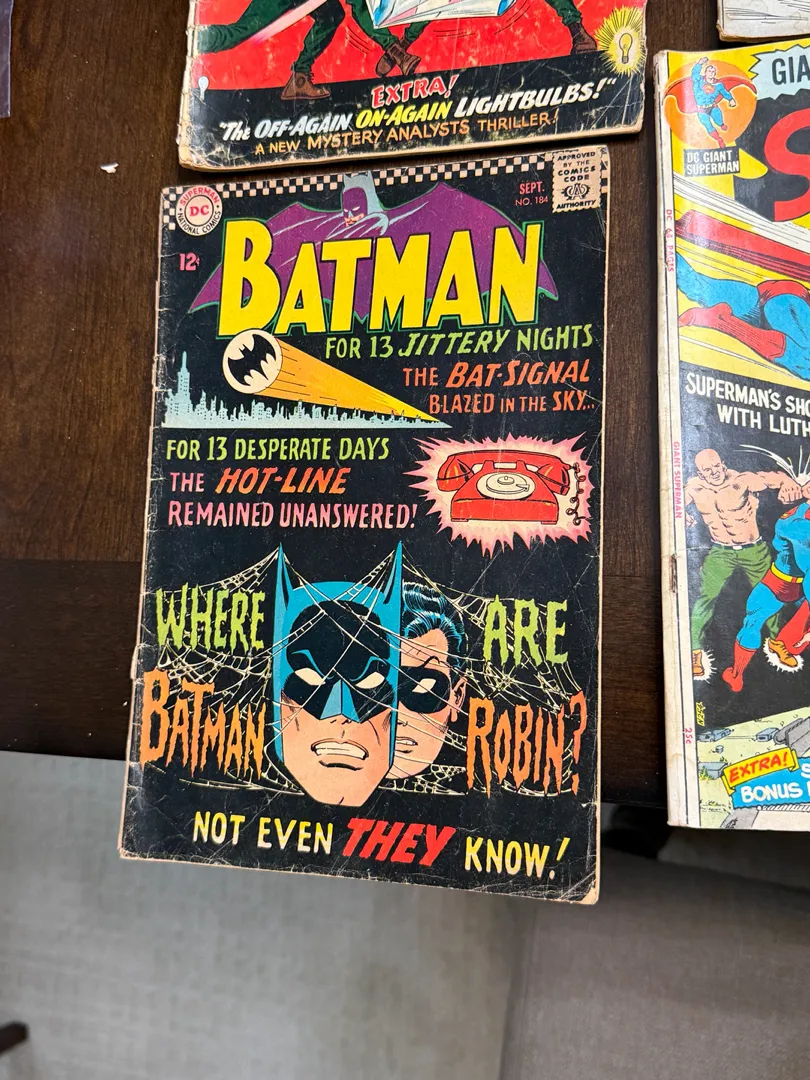 EXTRA!
"The OFF-AGAIN, ON-AGAIN LIGHTBULBS!"
A NEW MYSTERY ANALYSTS THRILLER!
SUPERMAN
DC
NATIONAL COMICS
SEPT.
NO. 184
APPROVED
BY THE
COMICS
CODE
AUTHORITY
12¢
BATMAN
FOR 13 JITTERY NIGHTS
THE BAT-SIGNAL
BLAZED IN THE SKY...
FOR 13 DESPERATE DAYS
THE HOT-LINE
REMAINED UNANSWERED!
WHERE ARE
BATMAN ROBIN?
NOT EVEN THEY KNOW!
GIA
DC GIANT
SUPERMAN
S
SUPERMAN'S SHO
WITH LUTH
GIANT SUPERMAN
25¢
EXTRA!
BONUS